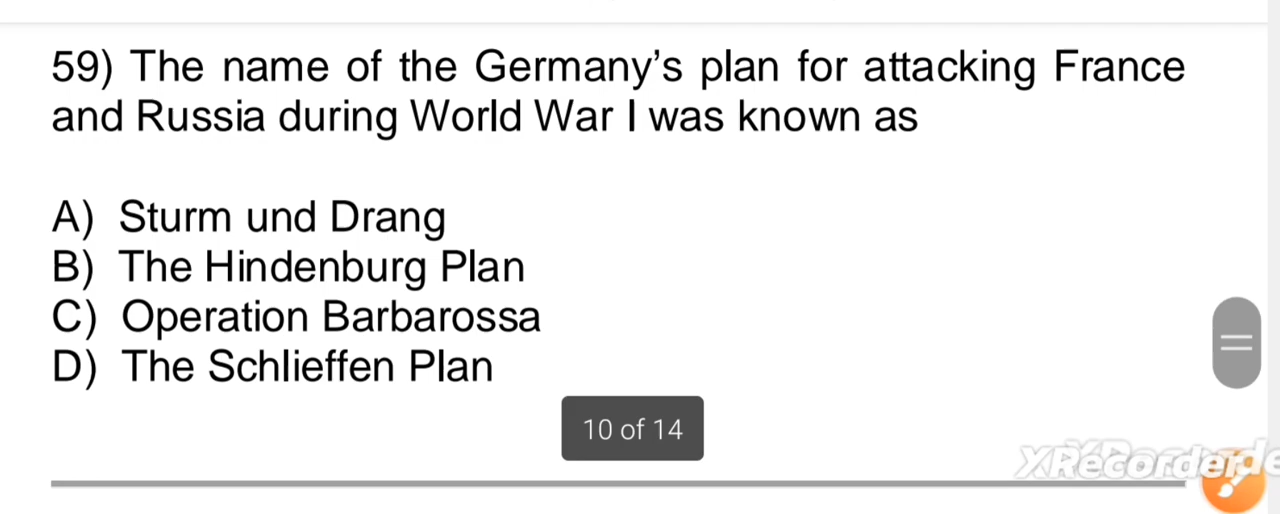 59) The name of the Germany’s plan for attacking France
and Russia during World War I was known as
A) Sturm und Drang
B) The Hindenburg Plan
C) Operation Barbarossa
D) The Schlieffen Plan
10 of 14
XRecorder